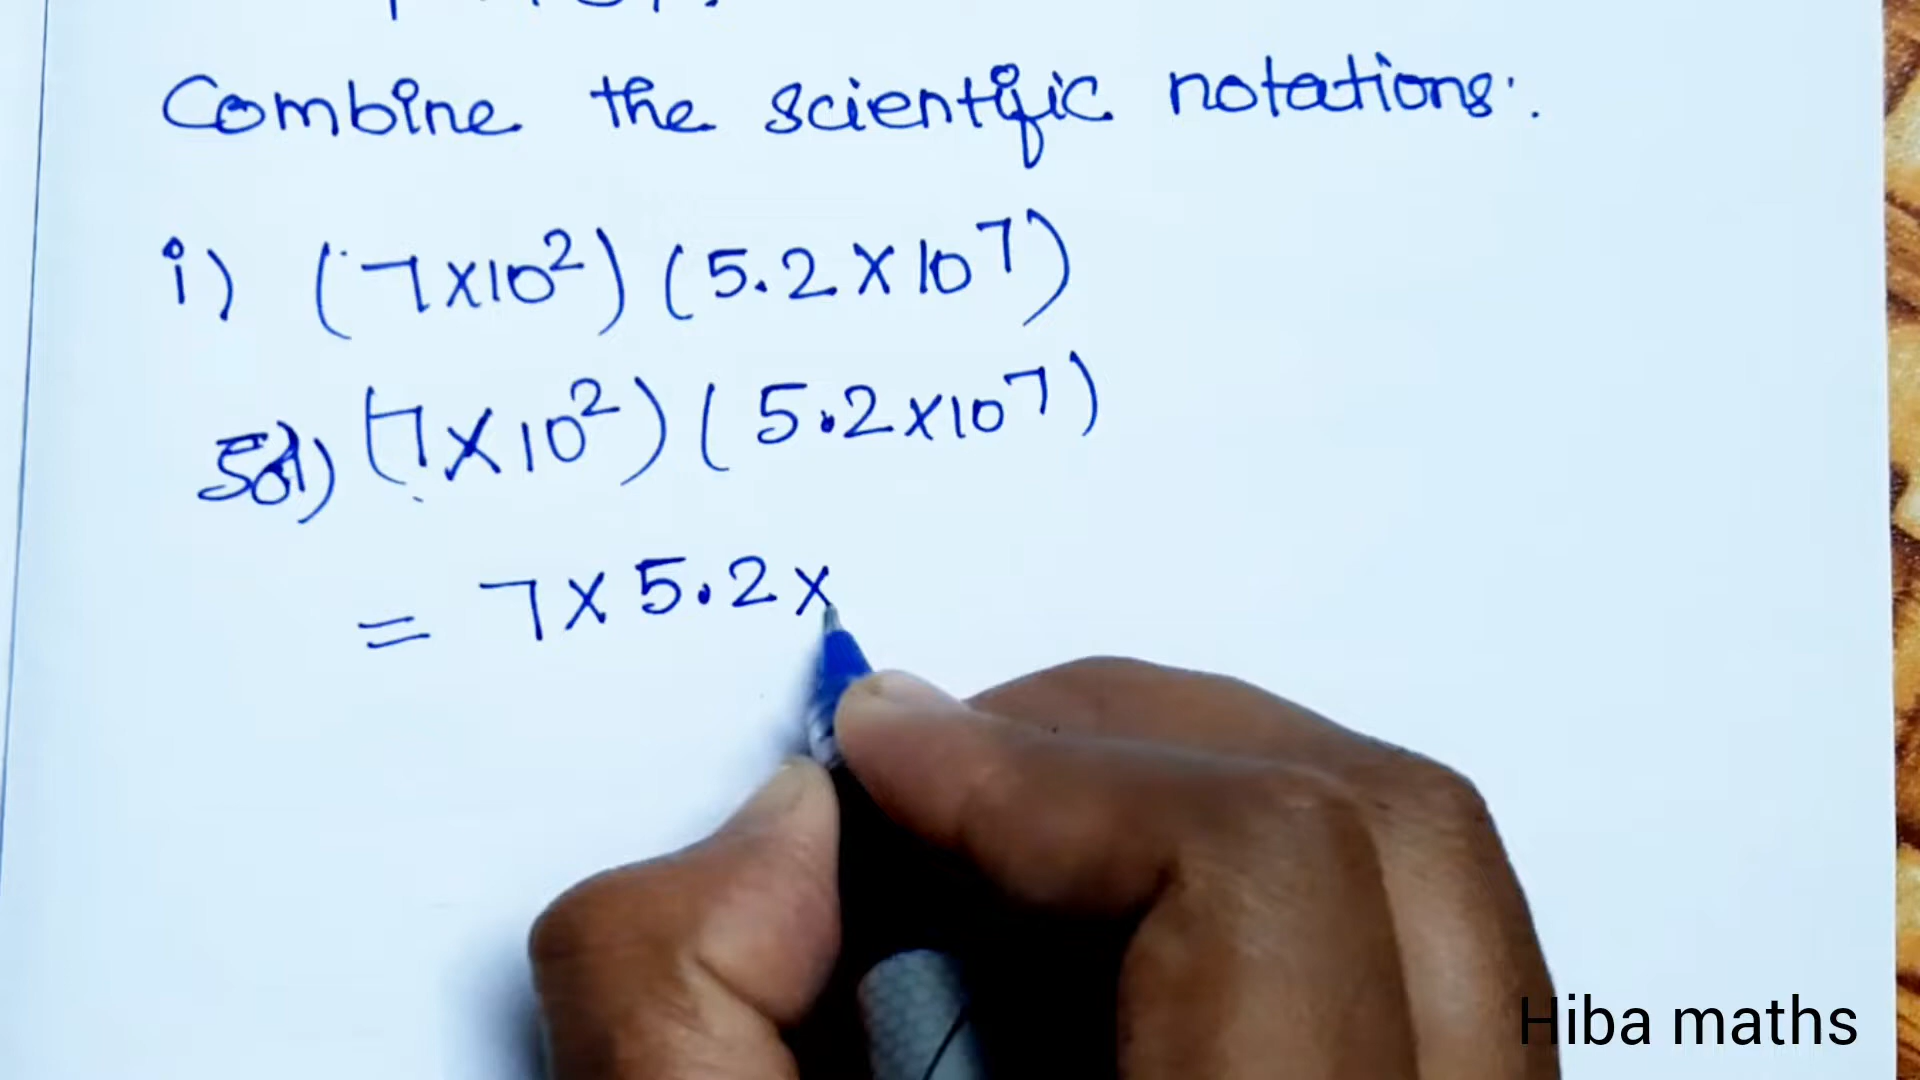 Combine the scientific notations:
i) (7×10²) (5.2×10⁷)
Sol) (7×10²) (5.2×10⁷)
= 7×5.2×
Hiba maths